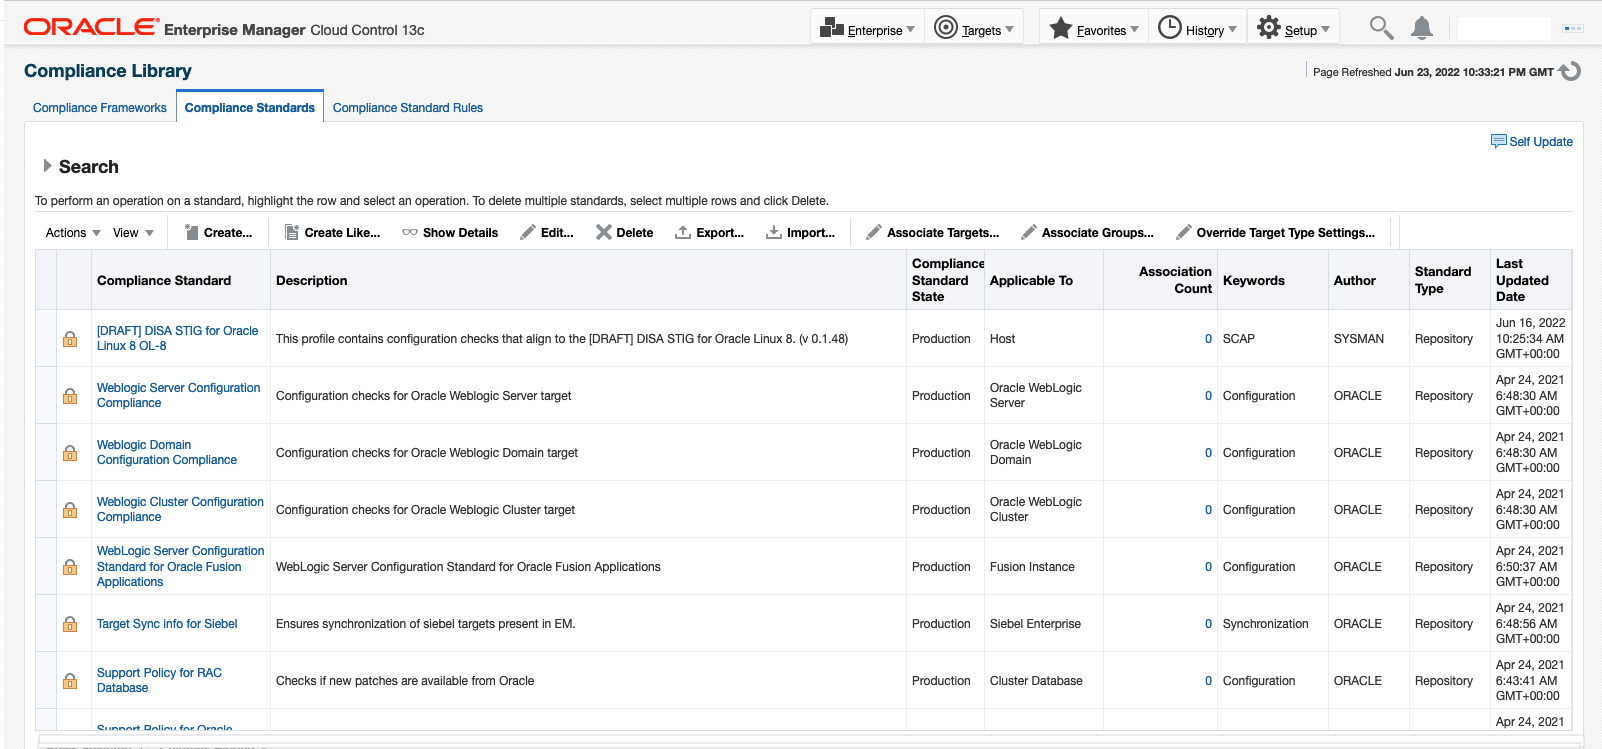 ORACLE® Enterprise Manager Cloud Control 13c
Enterprise
Targets
Favorites
History
Setup
Compliance Library
Page Refreshed Jun 23, 2022 10:33:21 PM GMT
Compliance Frameworks
Compliance Standards
Compliance Standard Rules
Self Update
Search
To perform an operation on a standard, highlight the row and select an operation. To delete multiple standards, select multiple rows and click Delete.
Actions
View
Create...
Create Like...
Show Details
Edit...
Delete
Export...
Import...
Associate Targets...
Associate Groups...
Override Target Type Settings...
Compliance Standard
Description
Compliance
Standard
State
Applicable To
Association
Count
Keywords
Author
Standard
Type
Last
Updated
Date
[DRAFT] DISA STIG for Oracle
Linux 8 OL-8
This profile contains configuration checks that align to the [DRAFT] DISA STIG for Oracle Linux 8. (v 0.1.48)
Production
Host
0
SCAP
SYSMAN
Repository
Jun 16, 2022
10:25:34 AM
GMT+00:00
Weblogic Server Configuration
Compliance
Configuration checks for Oracle Weblogic Server target
Production
Oracle WebLogic
Server
0
Configuration
ORACLE
Repository
Apr 24, 2021
6:48:30 AM
GMT+00:00
Weblogic Domain
Configuration Compliance
Configuration checks for Oracle Weblogic Domain target
Production
Oracle WebLogic
Domain
0
Configuration
ORACLE
Repository
Apr 24, 2021
6:48:30 AM
GMT+00:00
Weblogic Cluster Configuration
Compliance
Configuration checks for Oracle Weblogic Cluster target
Production
Oracle WebLogic
Cluster
0
Configuration
ORACLE
Repository
Apr 24, 2021
6:48:30 AM
GMT+00:00
WebLogic Server Configuration
Standard for Oracle Fusion
Applications
WebLogic Server Configuration Standard for Oracle Fusion Applications
Production
Fusion Instance
0
Configuration
ORACLE
Repository
Apr 24, 2021
6:50:37 AM
GMT+00:00
Target Sync info for Siebel
Ensures synchronization of siebel targets present in EM.
Production
Siebel Enterprise
0
Synchronization
ORACLE
Repository
Apr 24, 2021
6:48:56 AM
GMT+00:00
Support Policy for RAC
Database
Checks if new patches are available from Oracle
Production
Cluster Database
0
Configuration
ORACLE
Repository
Apr 24, 2021
6:43:41 AM
GMT+00:00
Support Policy for Oracle
Apr 24, 2021